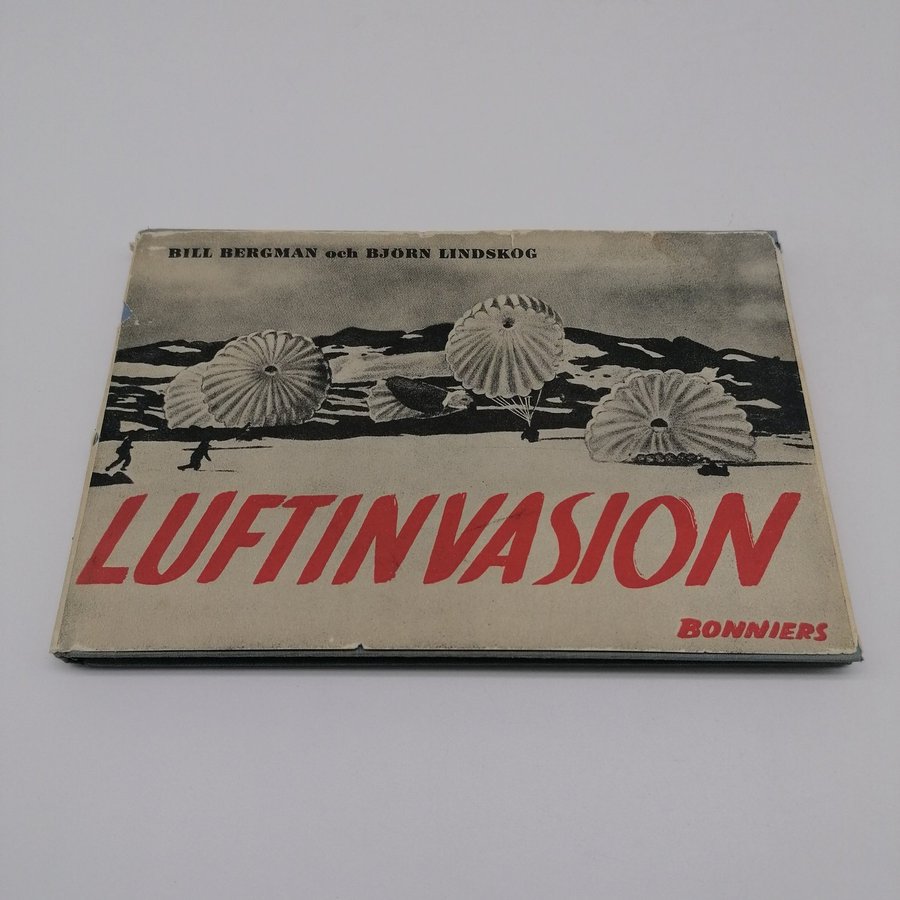 BILL BERGMAN och BJÖRN LINDSKOG
LUFTINVASION
BONNIERS